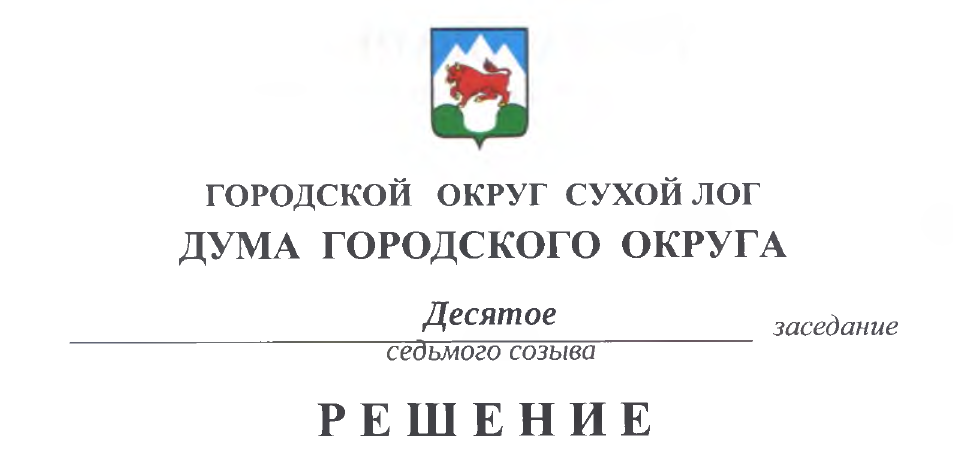 ГОРОДСКОЙ ОКРУГ СУХОЙ ЛОГ
ДУМА ГОРОДСКОГО ОКРУГА
Десятое заседание
седьмого созыва
РЕШЕНИЕ